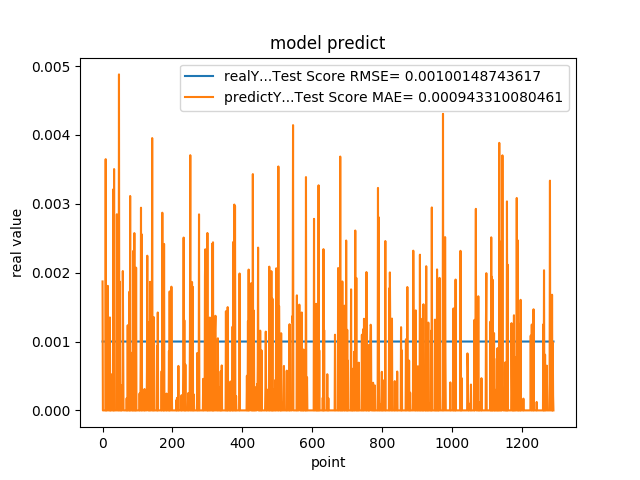 model predict
realY...Test Score RMSE= 0.00100148743617
predictY...Test Score MAE= 0.000943310080461
0.005
0.004
0.003
0.002
0.001
0.000
real value
0 200 400 600 800 1000 1200
point